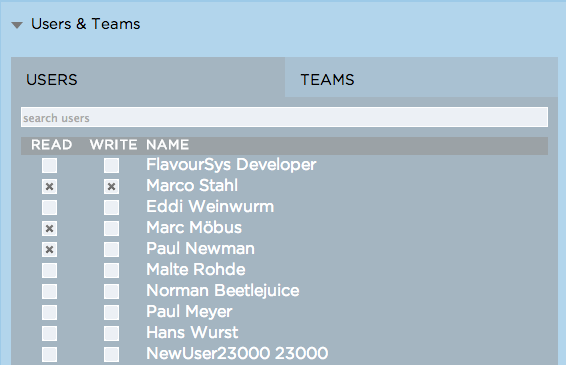 Users & Teams
USERS TEAMS
search users
READ WRITE NAME
FlavourSys Developer
Marco Stahl
Eddi Weinwurm
Marc Möbus
Paul Newman
Malte Rohde
Norman Beetlejuice
Paul Meyer
Hans Wurst
NewUser23000 23000